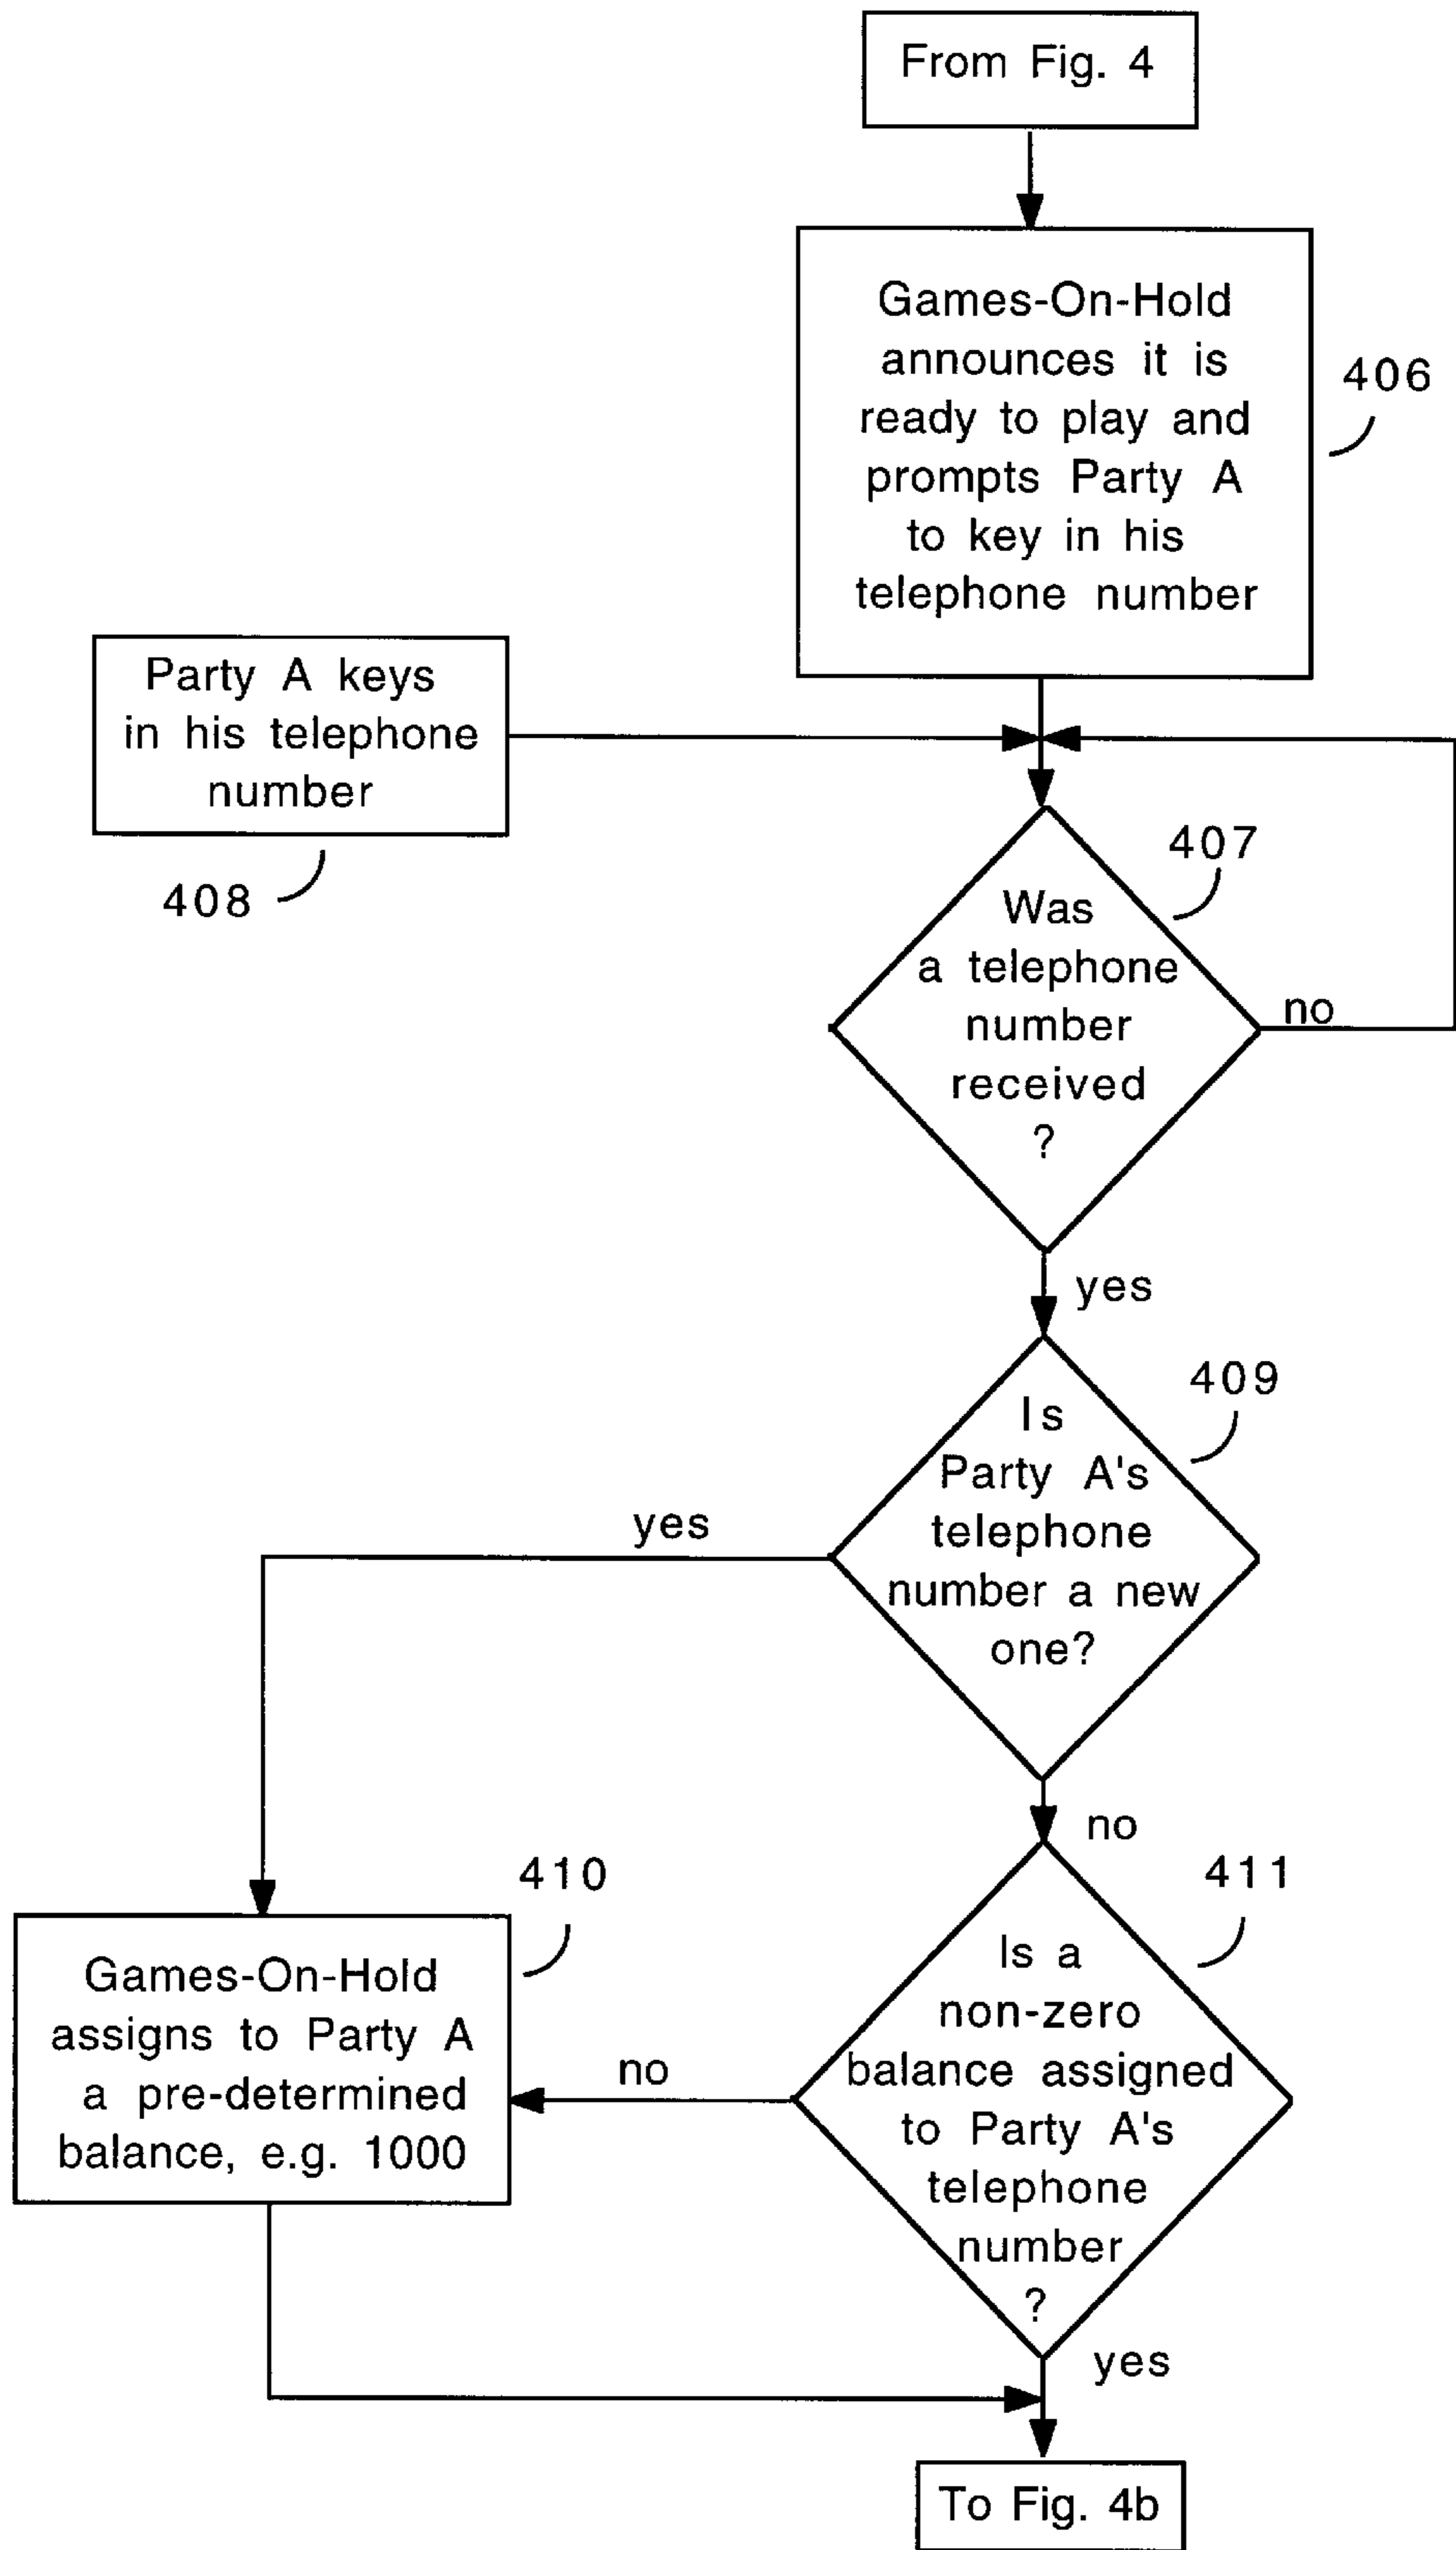 From Fig. 4
Games-On-Hold
announces it is
ready to play and
prompts Party A
to key in his
telephone number
406
Party A keys
in his telephone
number
408
407
Was
a telephone
number
received
?
no
yes
409
Is
Party A's
telephone
number a new
one?
yes
no
410
Games-On-Hold
assigns to Party A
a pre-determined
balance, e.g. 1000
411
Is a
non-zero
balance assigned
to Party A's
telephone
number
?
no
yes
To Fig. 4b